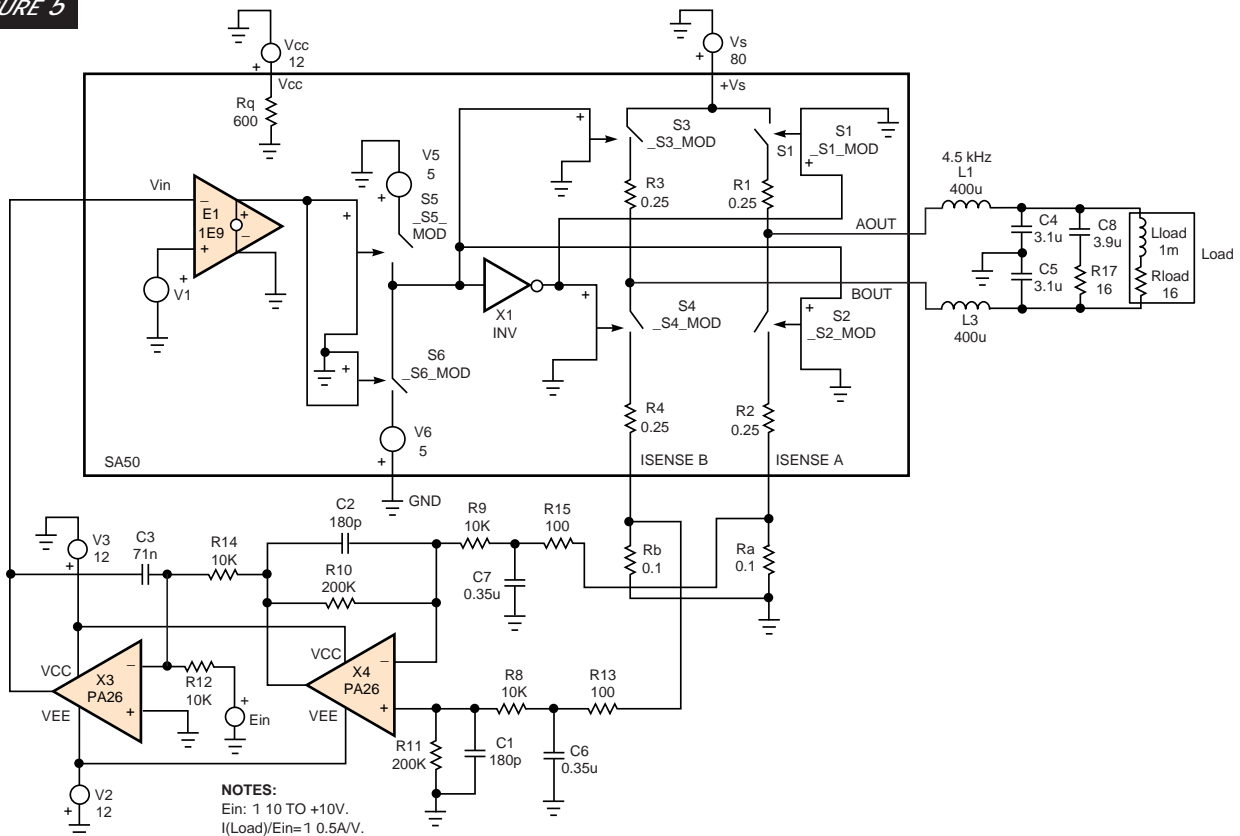 URE 5
Vcc
12
+
Vcc
Rq
600
Vs
80
+
+Vs
Vin
E1
1E9
−
+
+
−
V1
+
V5
5
+
S5
_S5_
MOD
+
+
S6
_S6_MOD
V6
5
+
X1
INV
+
S3
_S3_MOD
R3
0.25
S1
R1
0.25
S1
_S1_MOD
+
AOUT
BOUT
+
S4
_S4_MOD
+
S2
_S2_MOD
R4
0.25
R2
0.25
SA50
ISENSE B
ISENSE A
GND
4.5 kHz
L1
400u
C4
3.1u
C5
3.1u
C8
3.9u
R17
16
Lload
1m
Rload
16
Load
L3
400u
V3
12
+
C3
71n
R14
10K
C2
180p
R10
200K
R9
10K
R15
100
C7
0.35u
Rb
0.1
Ra
0.1
VCC
X3
PA26
−
+
VEE
R12
10K
+
Ein
VCC
X4
PA26
−
+
VEE
R8
10K
R13
100
R11
200K
C1
180p
C6
0.35u
V2
12
+
NOTES:
Ein: 1 10 TO +10V.
I(Load)/Ein=1 0.5A/V.